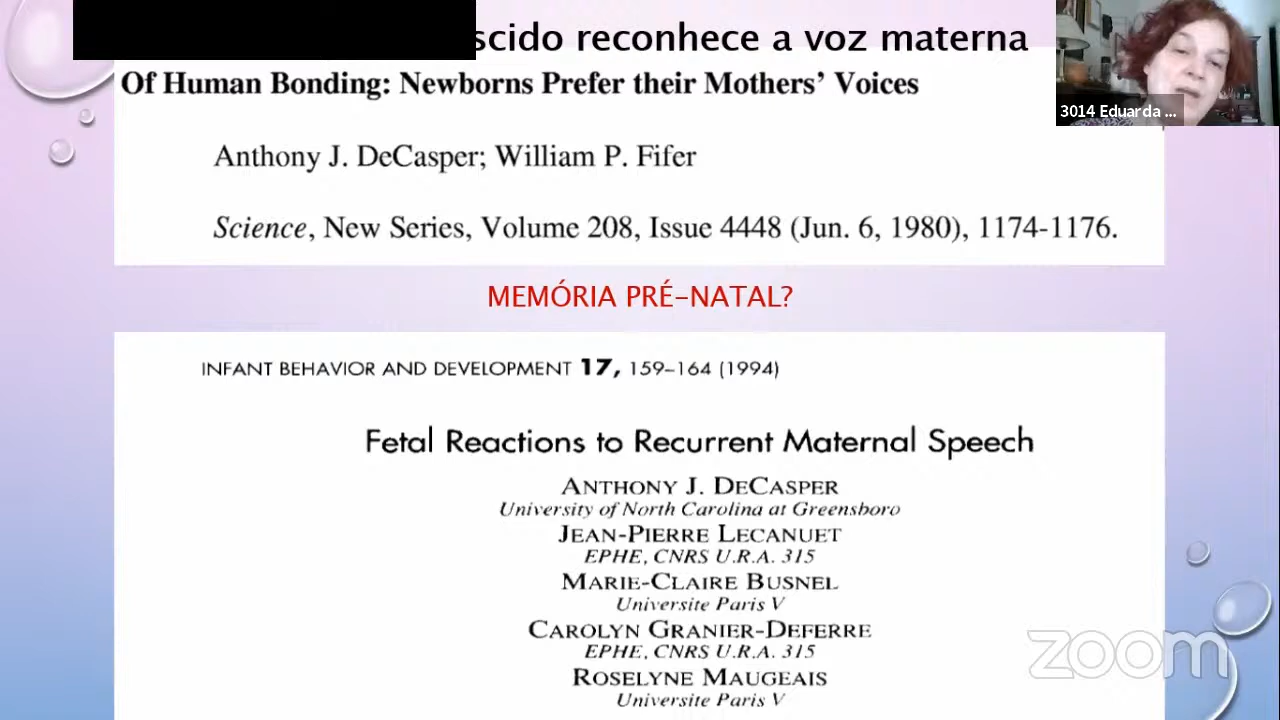 scido reconhece a voz materna
3014 Eduarda ...
Of Human Bonding: Newborns Prefer their Mothers’ Voices
Anthony J. DeCasper; William P. Fifer
Science, New Series, Volume 208, Issue 4448 (Jun. 6, 1980), 1174-1176.
MEMÓRIA PRÉ-NATAL?
INFANT BEHAVIOR AND DEVELOPMENT 17, 159–164 (1994)
Fetal Reactions to Recurrent Maternal Speech
ANTHONY J. DECASPER
University of North Carolina at Greensboro
JEAN-PIERRE LECANUET
EPHE, CNRS U.R.A. 315
MARIE-CLAIRE BUSNEL
Universite Paris V
CAROLYN GRANIER-DEFERRE
EPHE, CNRS U.R.A. 315
ROSELYNE MAUGEAIS
Universite Paris V
zoom